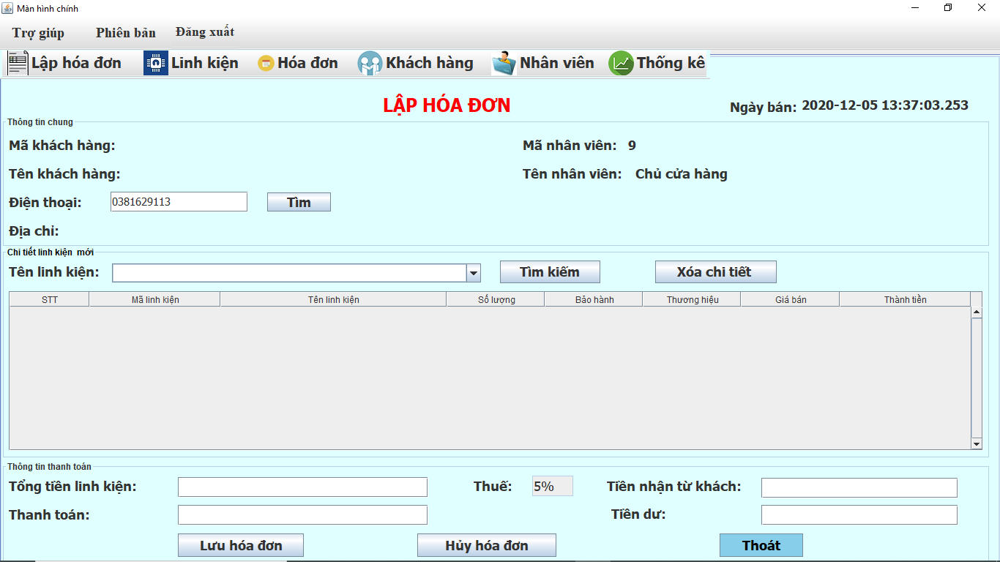 Màn hình chính
Trợ giúp Phiên bản Đăng xuất
Lập hóa đơn Linh kiện Hóa đơn Khách hàng Nhân viên Thống kê
LẬP HÓA ĐƠN
Ngày bán: 2020-12-05 13:37:03.253
Thông tin chung
Mã khách hàng: Mã nhân viên: 9
Tên khách hàng: Tên nhân viên: Chủ cửa hàng
Điện thoại: 0381629113 Tìm
Địa chỉ:
Chi tiết linh kiện mới
Tên linh kiện: Tìm kiếm Xóa chi tiết
STT Mã linh kiện Tên linh kiện Số lượng Bảo hành Thương hiệu Giá bán Thành tiền
Thông tin thanh toán
Tổng tiền linh kiện: Thuế: 5% Tiền nhận từ khách:
Thanh toán: Tiền dư:
Lưu hóa đơn Hủy hóa đơn Thoát